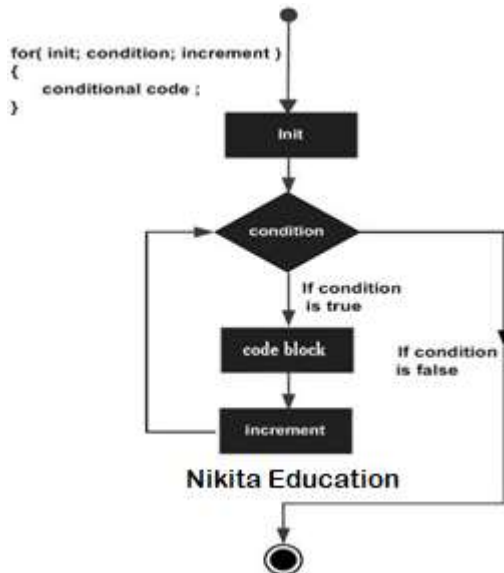 for( init; condition; increment )
{
conditional code ;
}
Init
condition
If condition
is true
code block
If condition
is false
increment
Nikita Education